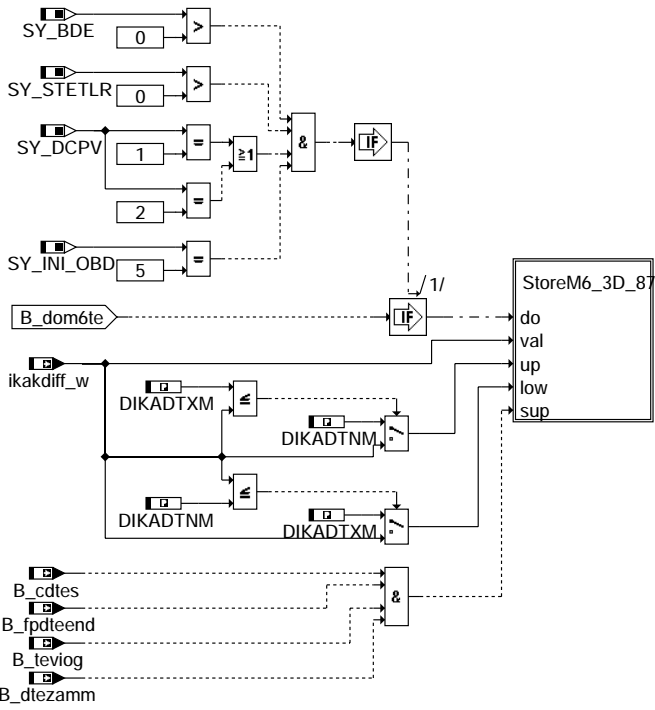 SY_BDE
0
>
SY_STETLR
0
>
SY_DCPV
1
=
≥1
&
IF
2
=
SY_INI_OBD
5
=
/1/
StoreM6_3D_87
B_dom6te
IF
do
val
up
low
sup
ikakdiff_w
DIKADTXM
P
≤
DIKADTNM
P
DIKADTNM
P
≤
DIKADTXM
P
B_cdtes
B_fpdteend
&
B_teviog
B_dtezamm